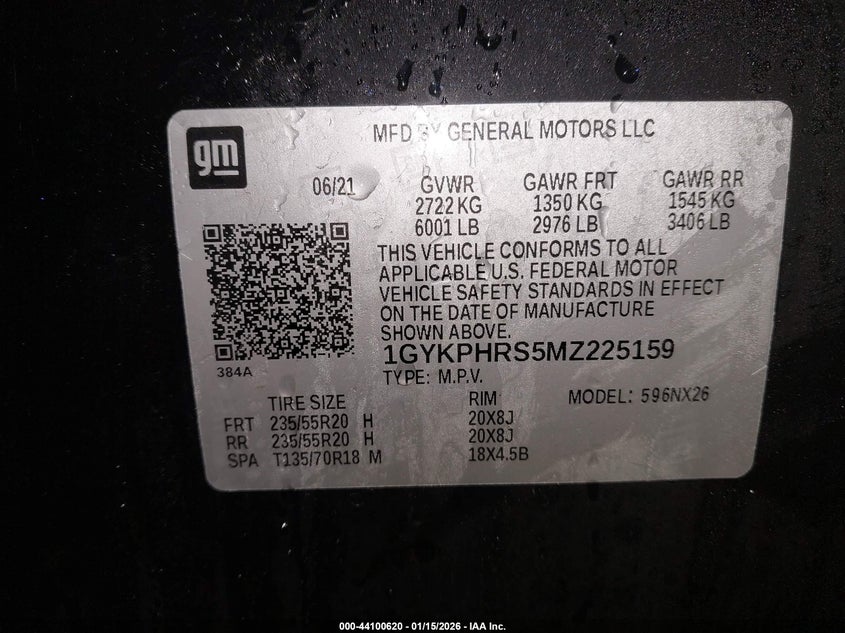 gm
MFD BY GENERAL MOTORS LLC
06/21
GVWR GAWR FRT GAWR RR
2722 KG 1350 KG 1545 KG
6001 LB 2976 LB 3406 LB
THIS VEHICLE CONFORMS TO ALL
APPLICABLE U.S. FEDERAL MOTOR
VEHICLE SAFETY STANDARDS IN EFFECT
ON THE DATE OF MANUFACTURE
SHOWN ABOVE.
1GYKPHRS5MZ225159
384A
TYPE: M.P.V.
TIRE SIZE RIM MODEL: 596NX26
FRT 235/55R20 H 20X8J
RR 235/55R20 H 20X8J
SPA T135/70R18 M 18X4.5B
000-44100620 - 01/15/2026 - IAA Inc.